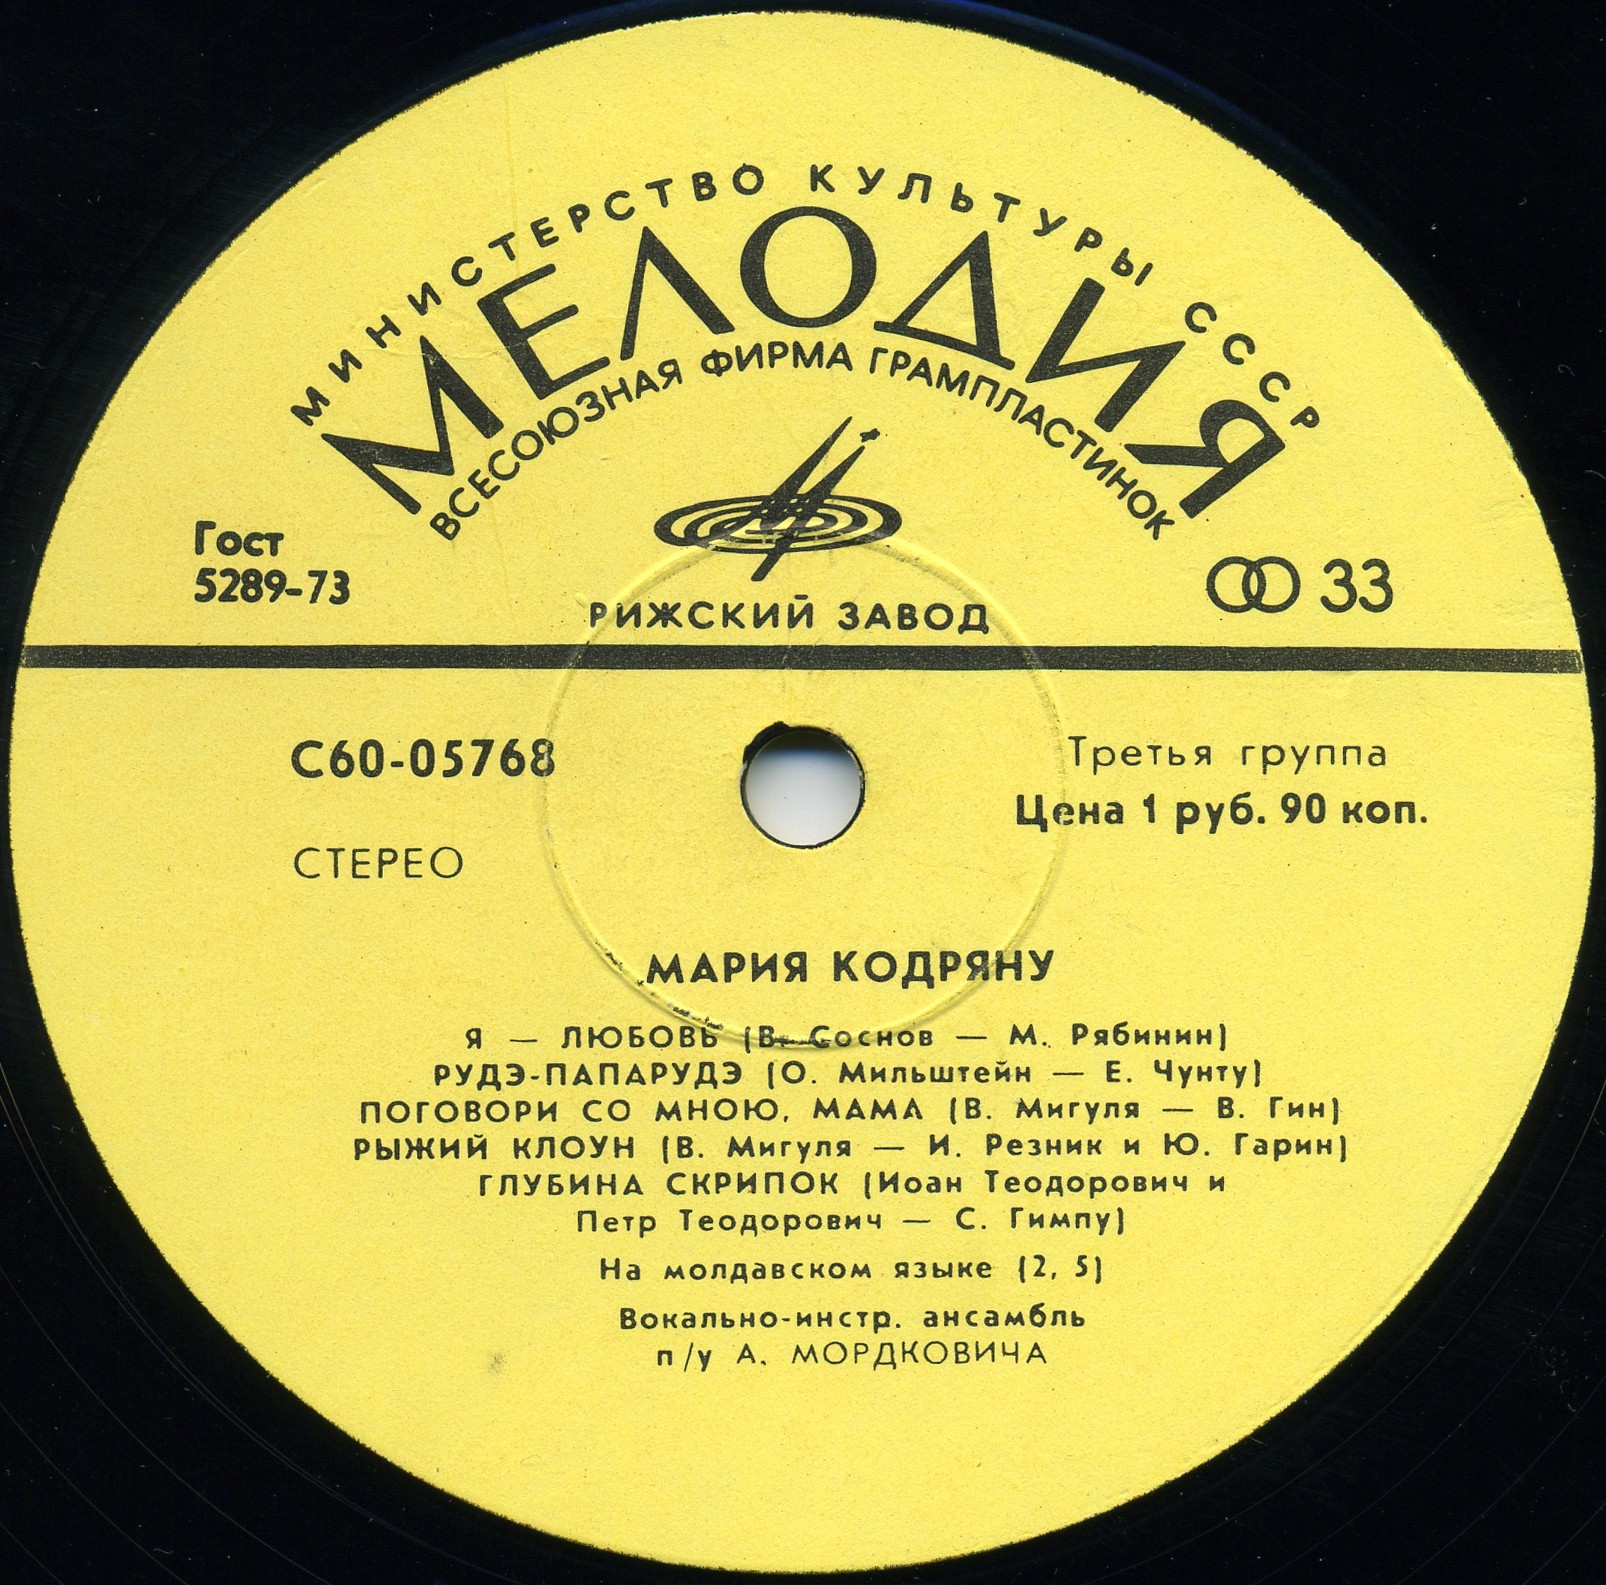 МИНИСТЕРСТВО КУЛЬТУРЫ СССР
МЕЛОДИЯ
ВСЕСОЮЗНАЯ ФИРМА ГРАМПЛАСТИНОК
Гост
5289-73
РИЖСКИЙ ЗАВОД
33
С60-05768
Третья группа
Цена 1 руб. 90 коп.
СТЕРЕО
МАРИЯ КОДРЯНУ
Я — ЛЮБОВЬ (В. Соснов — М. Рябинин)
РУДЭ-ПАПАРУДЭ (О. Мильштейн — Е. Чунту)
ПОГОВОРИ СО МНОЮ, МАМА (В. Мигуля — В. Гин)
РЫЖИЙ КЛОУН (В. Мигуля — И. Резник и Ю. Гарин)
ГЛУБИНА СКРИПОК (Иоан Теодорович и
Петр Теодорович — С. Гимпу)
На молдавском языке (2, 5)
Вокально-инстр. ансамбль
п/у А. МОРДКОВИЧА